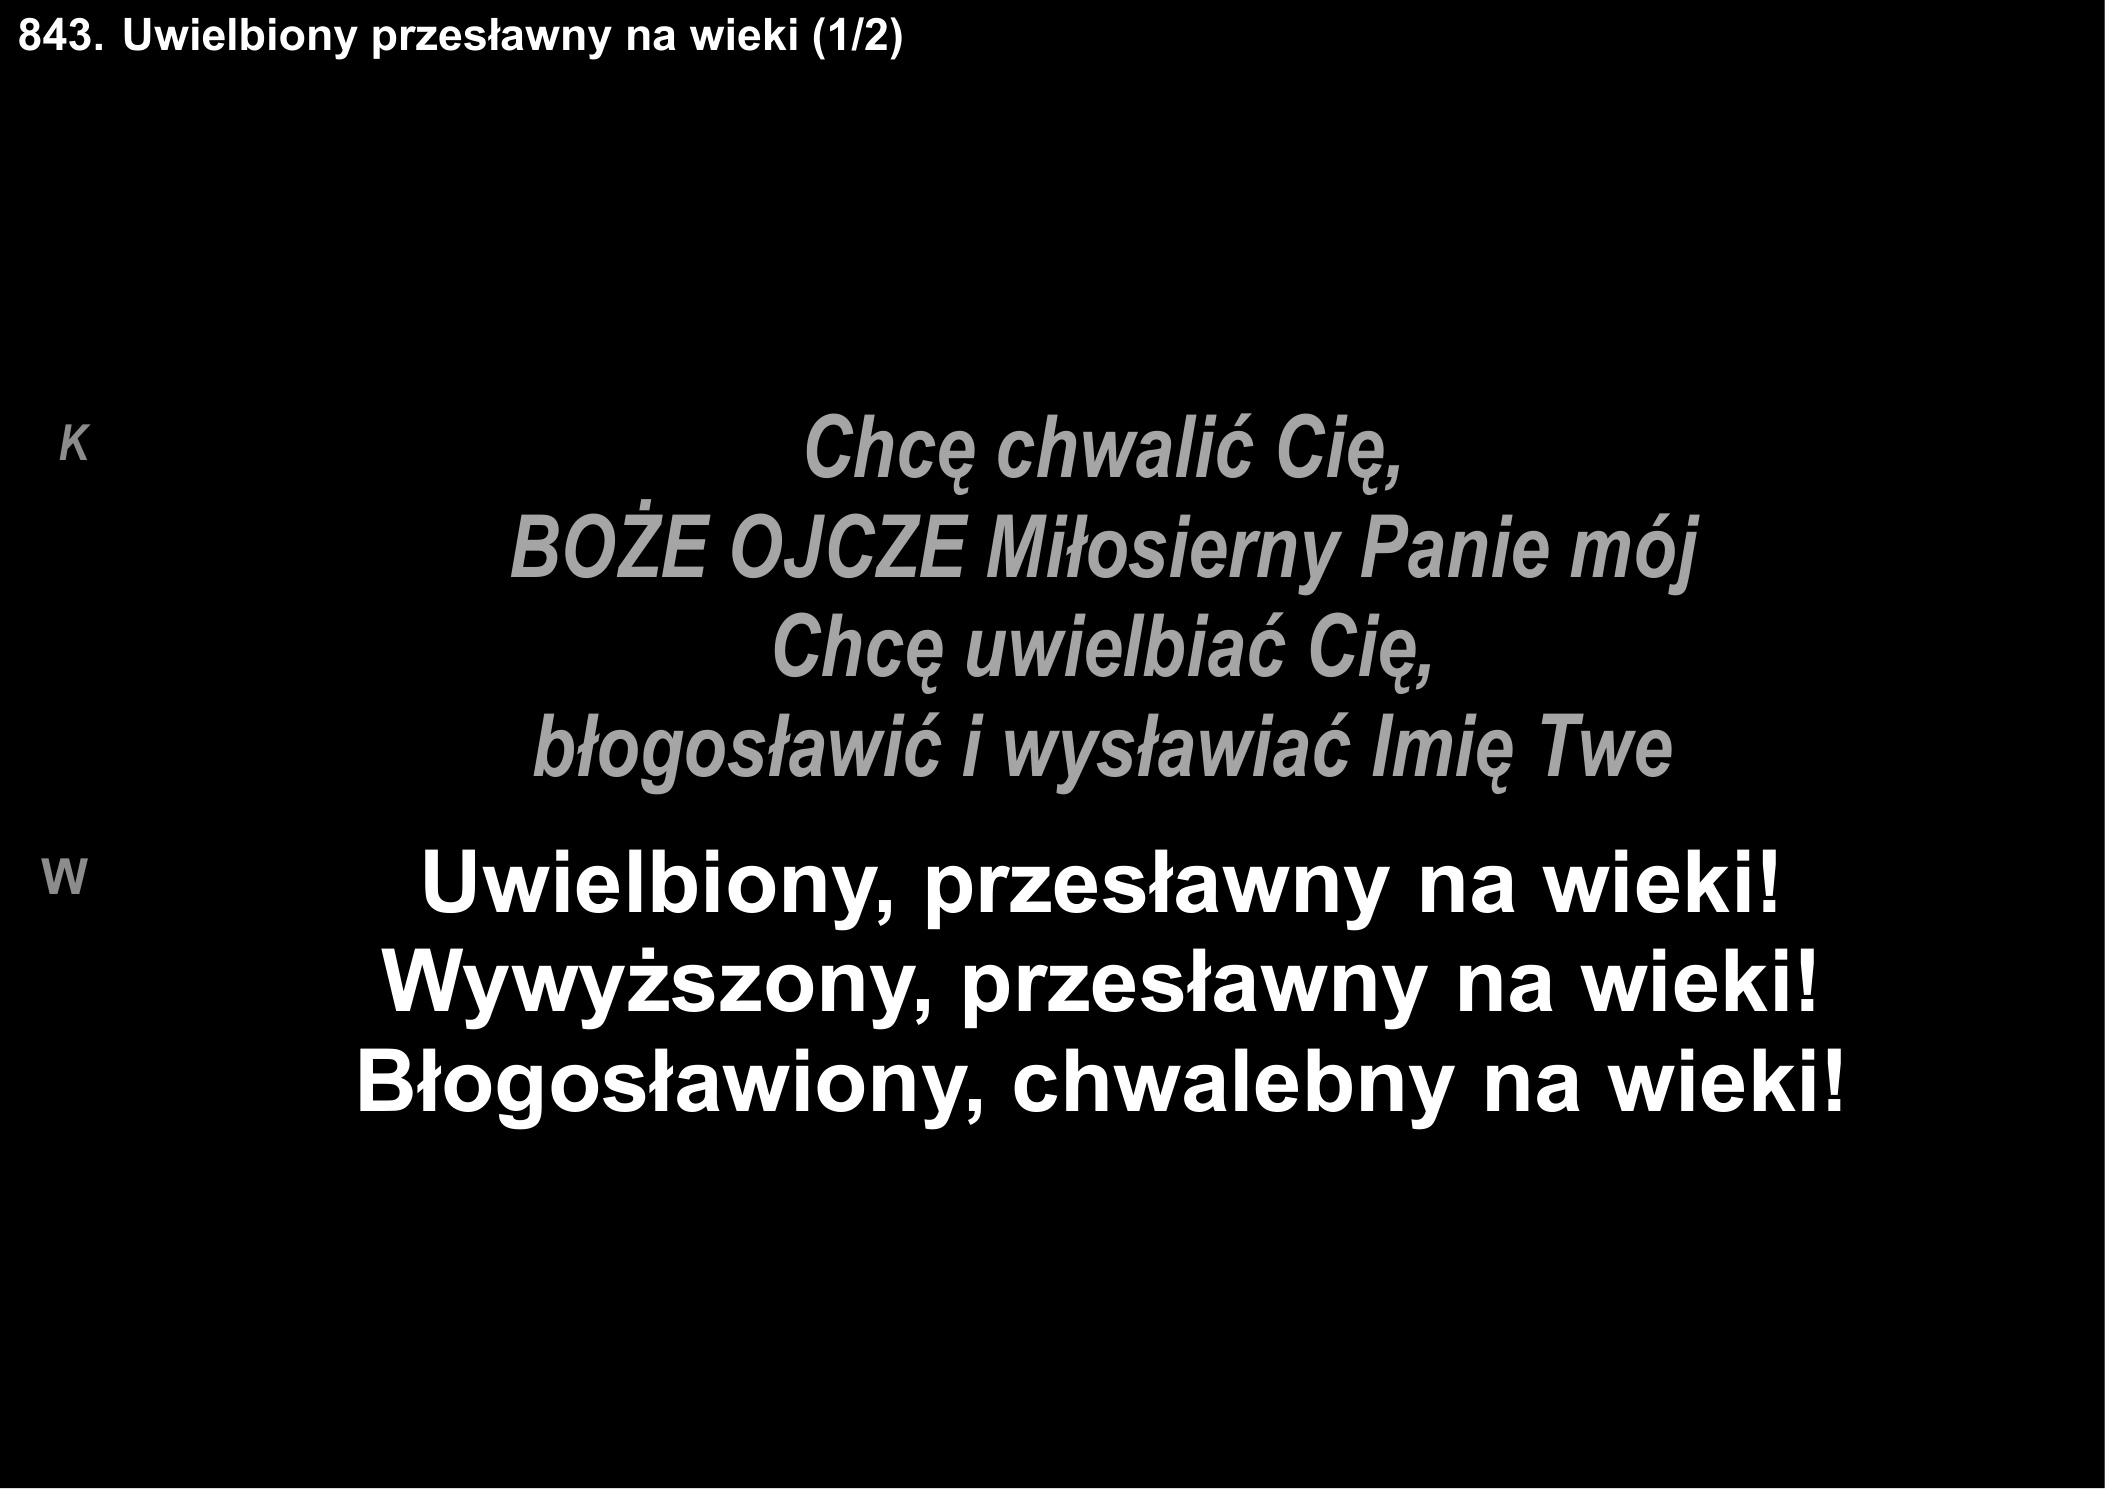 843. Uwielbiony przesławny na wieki (1/2)
K
Chcę chwalić Cię,
BOŻE OJCZE Miłosierny Panie mój
Chcę uwielbiać Cię,
błogosławić i wysławiać Imię Twe
W
Uwielbiony, przesławny na wieki!
Wywyższony, przesławny na wieki!
Błogosławiony, chwalebny na wieki!